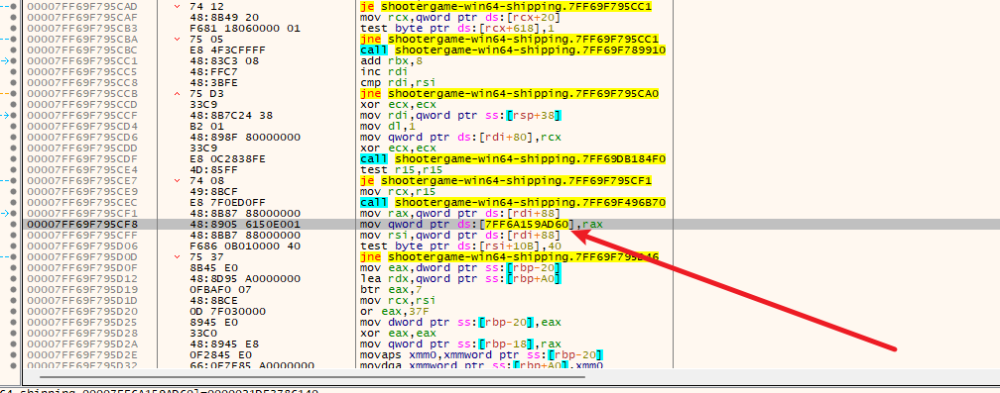 00007FF69F795CAD 74 12 je shootergame-win64-shipping.7FF69F795CC1
00007FF69F795CAF 48:8B49 20 mov rcx,qword ptr ds:[rcx+20]
00007FF69F795CB3 F681 18060000 01 test byte ptr ds:[rcx+618],1
00007FF69F795CBA 75 05 jne shootergame-win64-shipping.7FF69F795CC1
00007FF69F795CBC E8 4F3CFFFF call shootergame-win64-shipping.7FF69F789910
00007FF69F795CC1 48:83C3 08 add rbx,8
00007FF69F795CC5 48:FFC7 inc rdi
00007FF69F795CC8 48:3BFE cmp rdi,rsi
00007FF69F795CCB 75 D3 jne shootergame-win64-shipping.7FF69F795CA0
00007FF69F795CCD 33C9 xor ecx,ecx
00007FF69F795CCF 48:8B7C24 38 mov rdi,qword ptr ss:[rsp+38]
00007FF69F795CD4 B2 01 mov dl,1
00007FF69F795CD6 48:898F 80000000 mov qword ptr ds:[rdi+80],rcx
00007FF69F795CDD 33C9 xor ecx,ecx
00007FF69F795CDF E8 0C2838FE call shootergame-win64-shipping.7FF69DB184F0
00007FF69F795CE4 4D:85FF test r15,r15
00007FF69F795CE7 74 08 je shootergame-win64-shipping.7FF69F795CF1
00007FF69F795CE9 49:8BCF mov rcx,r15
00007FF69F795CEC E8 7F0ED0FF call shootergame-win64-shipping.7FF69F496B70
00007FF69F795CF1 48:8B87 88000000 mov rax,qword ptr ds:[rdi+88]
00007FF69F795CF8 48:8905 6150E001 mov qword ptr ds:[7FF6A159AD60],rax
00007FF69F795CFF 48:8BB7 88000000 mov rsi,qword ptr ds:[rdi+88]
00007FF69F795D06 F686 0B010000 40 test byte ptr ds:[rsi+10B],40
00007FF69F795D0D 75 37 jne shootergame-win64-shipping.7FF69F795D46
00007FF69F795D0F 8B45 E0 mov eax,dword ptr ss:[rbp-20]
00007FF69F795D12 48:8D95 A0000000 lea rdx,qword ptr ss:[rbp+A0]
00007FF69F795D19 0FBAF0 07 btr eax,7
00007FF69F795D1D 48:8BCE mov rcx,rsi
00007FF69F795D20 0D 7F030000 or eax,37F
00007FF69F795D25 8945 E0 mov dword ptr ss:[rbp-20],eax
00007FF69F795D28 33C0 xor eax,eax
00007FF69F795D2A 48:8945 E8 mov qword ptr ss:[rbp-18],rax
00007FF69F795D2E 0F2845 E0 movaps xmm0,xmmword ptr ss:[rbp-20]
00007FF69F795D32 66:0F7F85 A0000000 movdqa xmmword ptr ss:[rbp+A0],xmm0